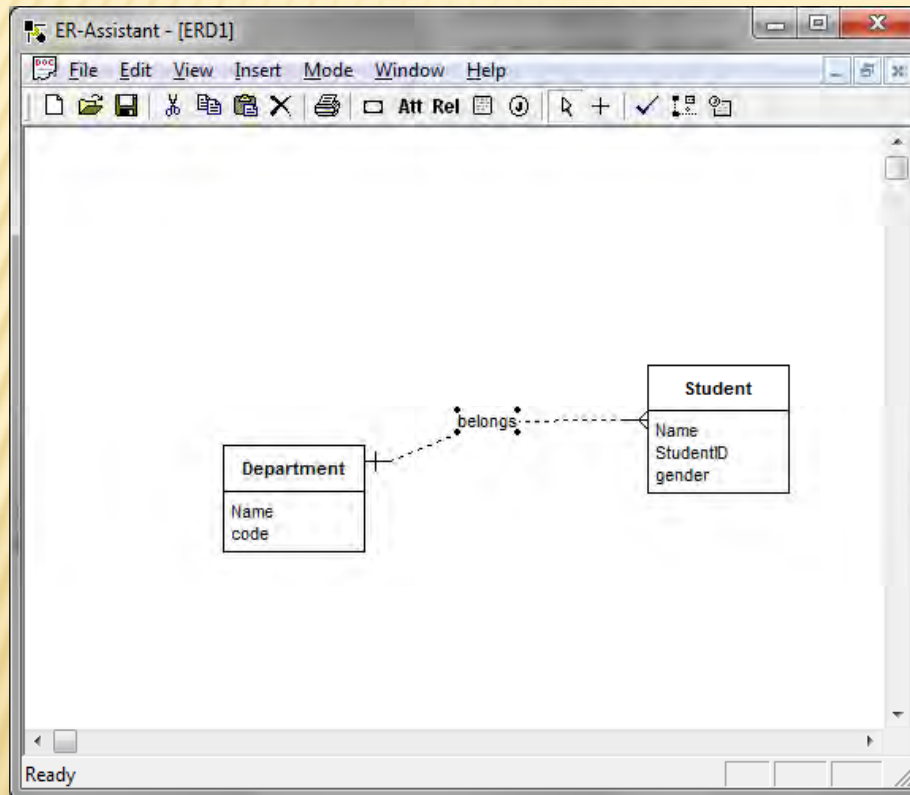 ER-Assistant - [ERD1]
File Edit View Insert Mode Window Help
Att Rel
Student
Name
StudentID
gender
belongs
Department
Name
code
Ready